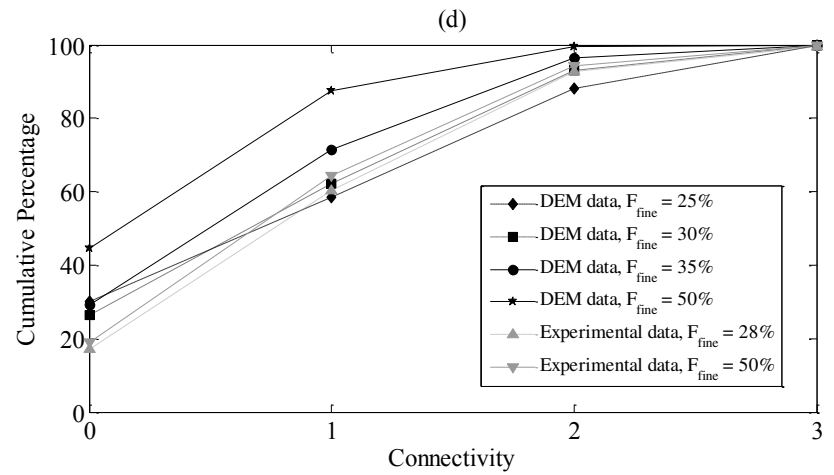 (d)
100
80
60
40
20
0
Cumulative Percentage
0 1 2 3
Connectivity
DEM data, F_fine = 25%
DEM data, F_fine = 30%
DEM data, F_fine = 35%
DEM data, F_fine = 50%
Experimental data, F_fine = 28%
Experimental data, F_fine = 50%